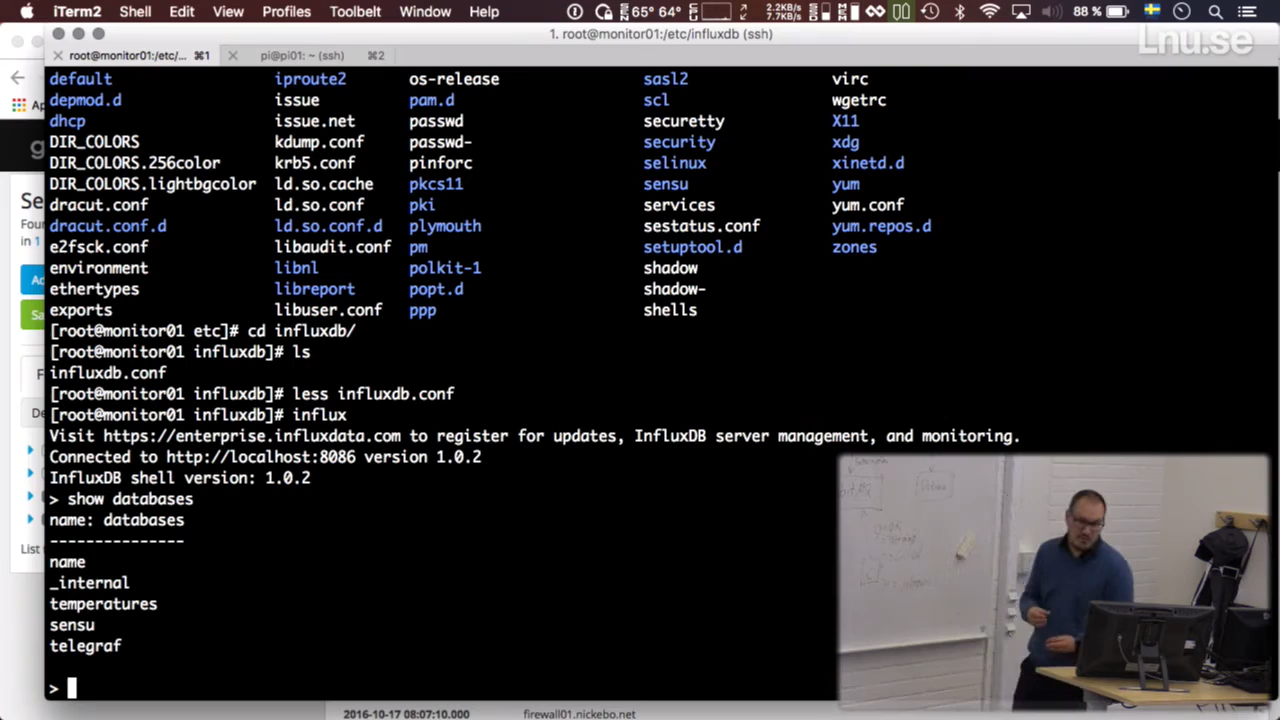 iTerm2 Shell Edit View Profiles Toolbelt Window Help 65° 64° 2.2KB/s 7.7KB/s 88 %
1. root@monitor01:/etc/influxdb (ssh)
Lnu.se
root@monitor01:/etc/... ⌘1 pi@pi01: ~ (ssh) ⌘2
default iproute2 os-release sasl2 virc
depmod.d issue pam.d scl wgetrc
dhcp issue.net passwd securetty X11
DIR_COLORS kdump.conf passwd- security xdg
DIR_COLORS.256color krb5.conf pinforc selinux xinetd.d
DIR_COLORS.lightbgcolor ld.so.cache pkcs11 sensu yum
dracut.conf ld.so.conf pki services yum.conf
dracut.conf.d ld.so.conf.d plymouth sestatus.conf yum.repos.d
e2fsck.conf libaudit.conf pm setuptool.d zones
environment libnl polkit-1 shadow
ethertypes libreport popt.d shadow-
exports libuser.conf ppp shells
[root@monitor01 etc]# cd influxdb/
[root@monitor01 influxdb]# ls
influxdb.conf
[root@monitor01 influxdb]# less influxdb.conf
[root@monitor01 influxdb]# influx
Visit https://enterprise.influxdata.com to register for updates, InfluxDB server management, and monitoring.
Connected to http://localhost:8086 version 1.0.2
InfluxDB shell version: 1.0.2
> show databases
name: databases
---------------
name
_internal
temperatures
sensu
telegraf
>
2016-10-17 08:07:10.000 firewall01.nickebo.net